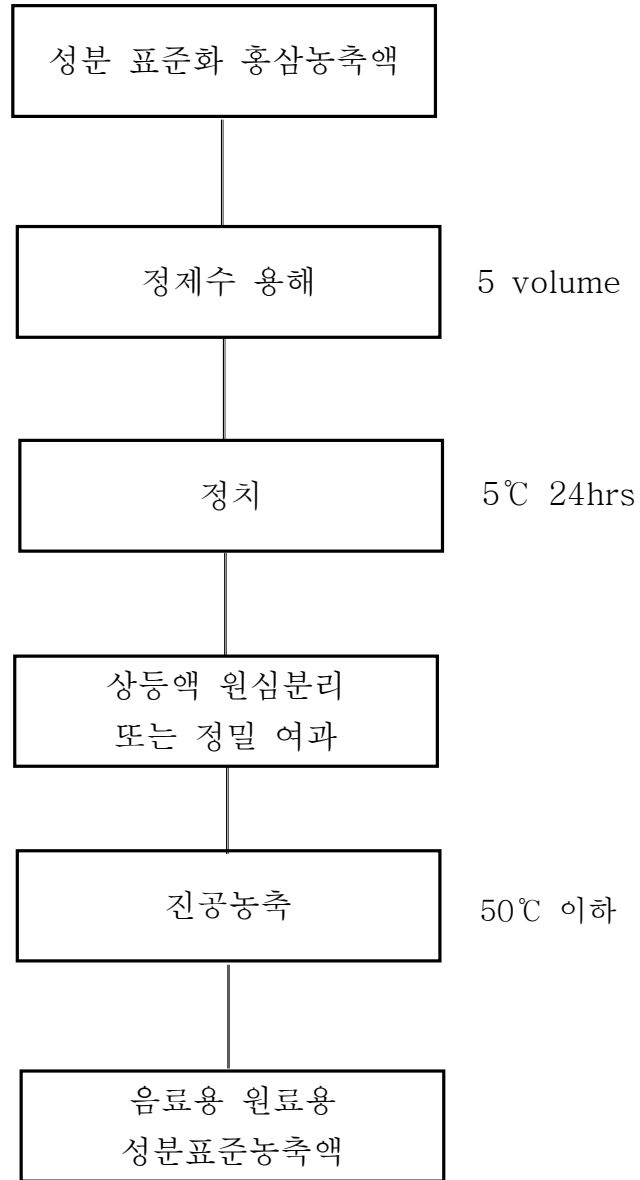 성분 표준화 홍삼농축액
정제수 용해
5 volume
정치
5℃ 24hrs
상등액 원심분리
또는 정밀 여과
진공농축
50℃ 이하
음료용 원료용
성분표준농축액